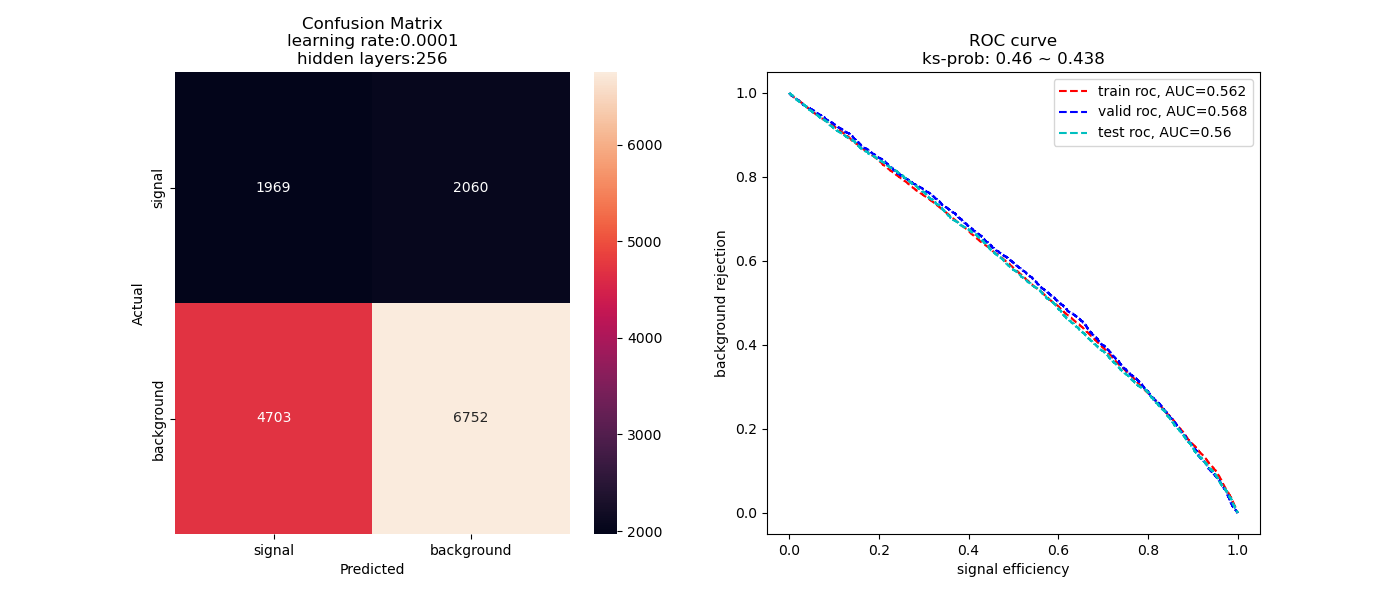 Confusion Matrix
learning rate:0.0001
hidden layers:256
signal
background
Actual
1969
2060
4703
6752
signal
background
Predicted
6000
5000
4000
3000
2000
ROC curve
ks-prob: 0.46 ~ 0.438
train roc, AUC=0.562
valid roc, AUC=0.568
test roc, AUC=0.56
background rejection
1.0
0.8
0.6
0.4
0.2
0.0
0.0
0.2
0.4
0.6
0.8
1.0
signal efficiency